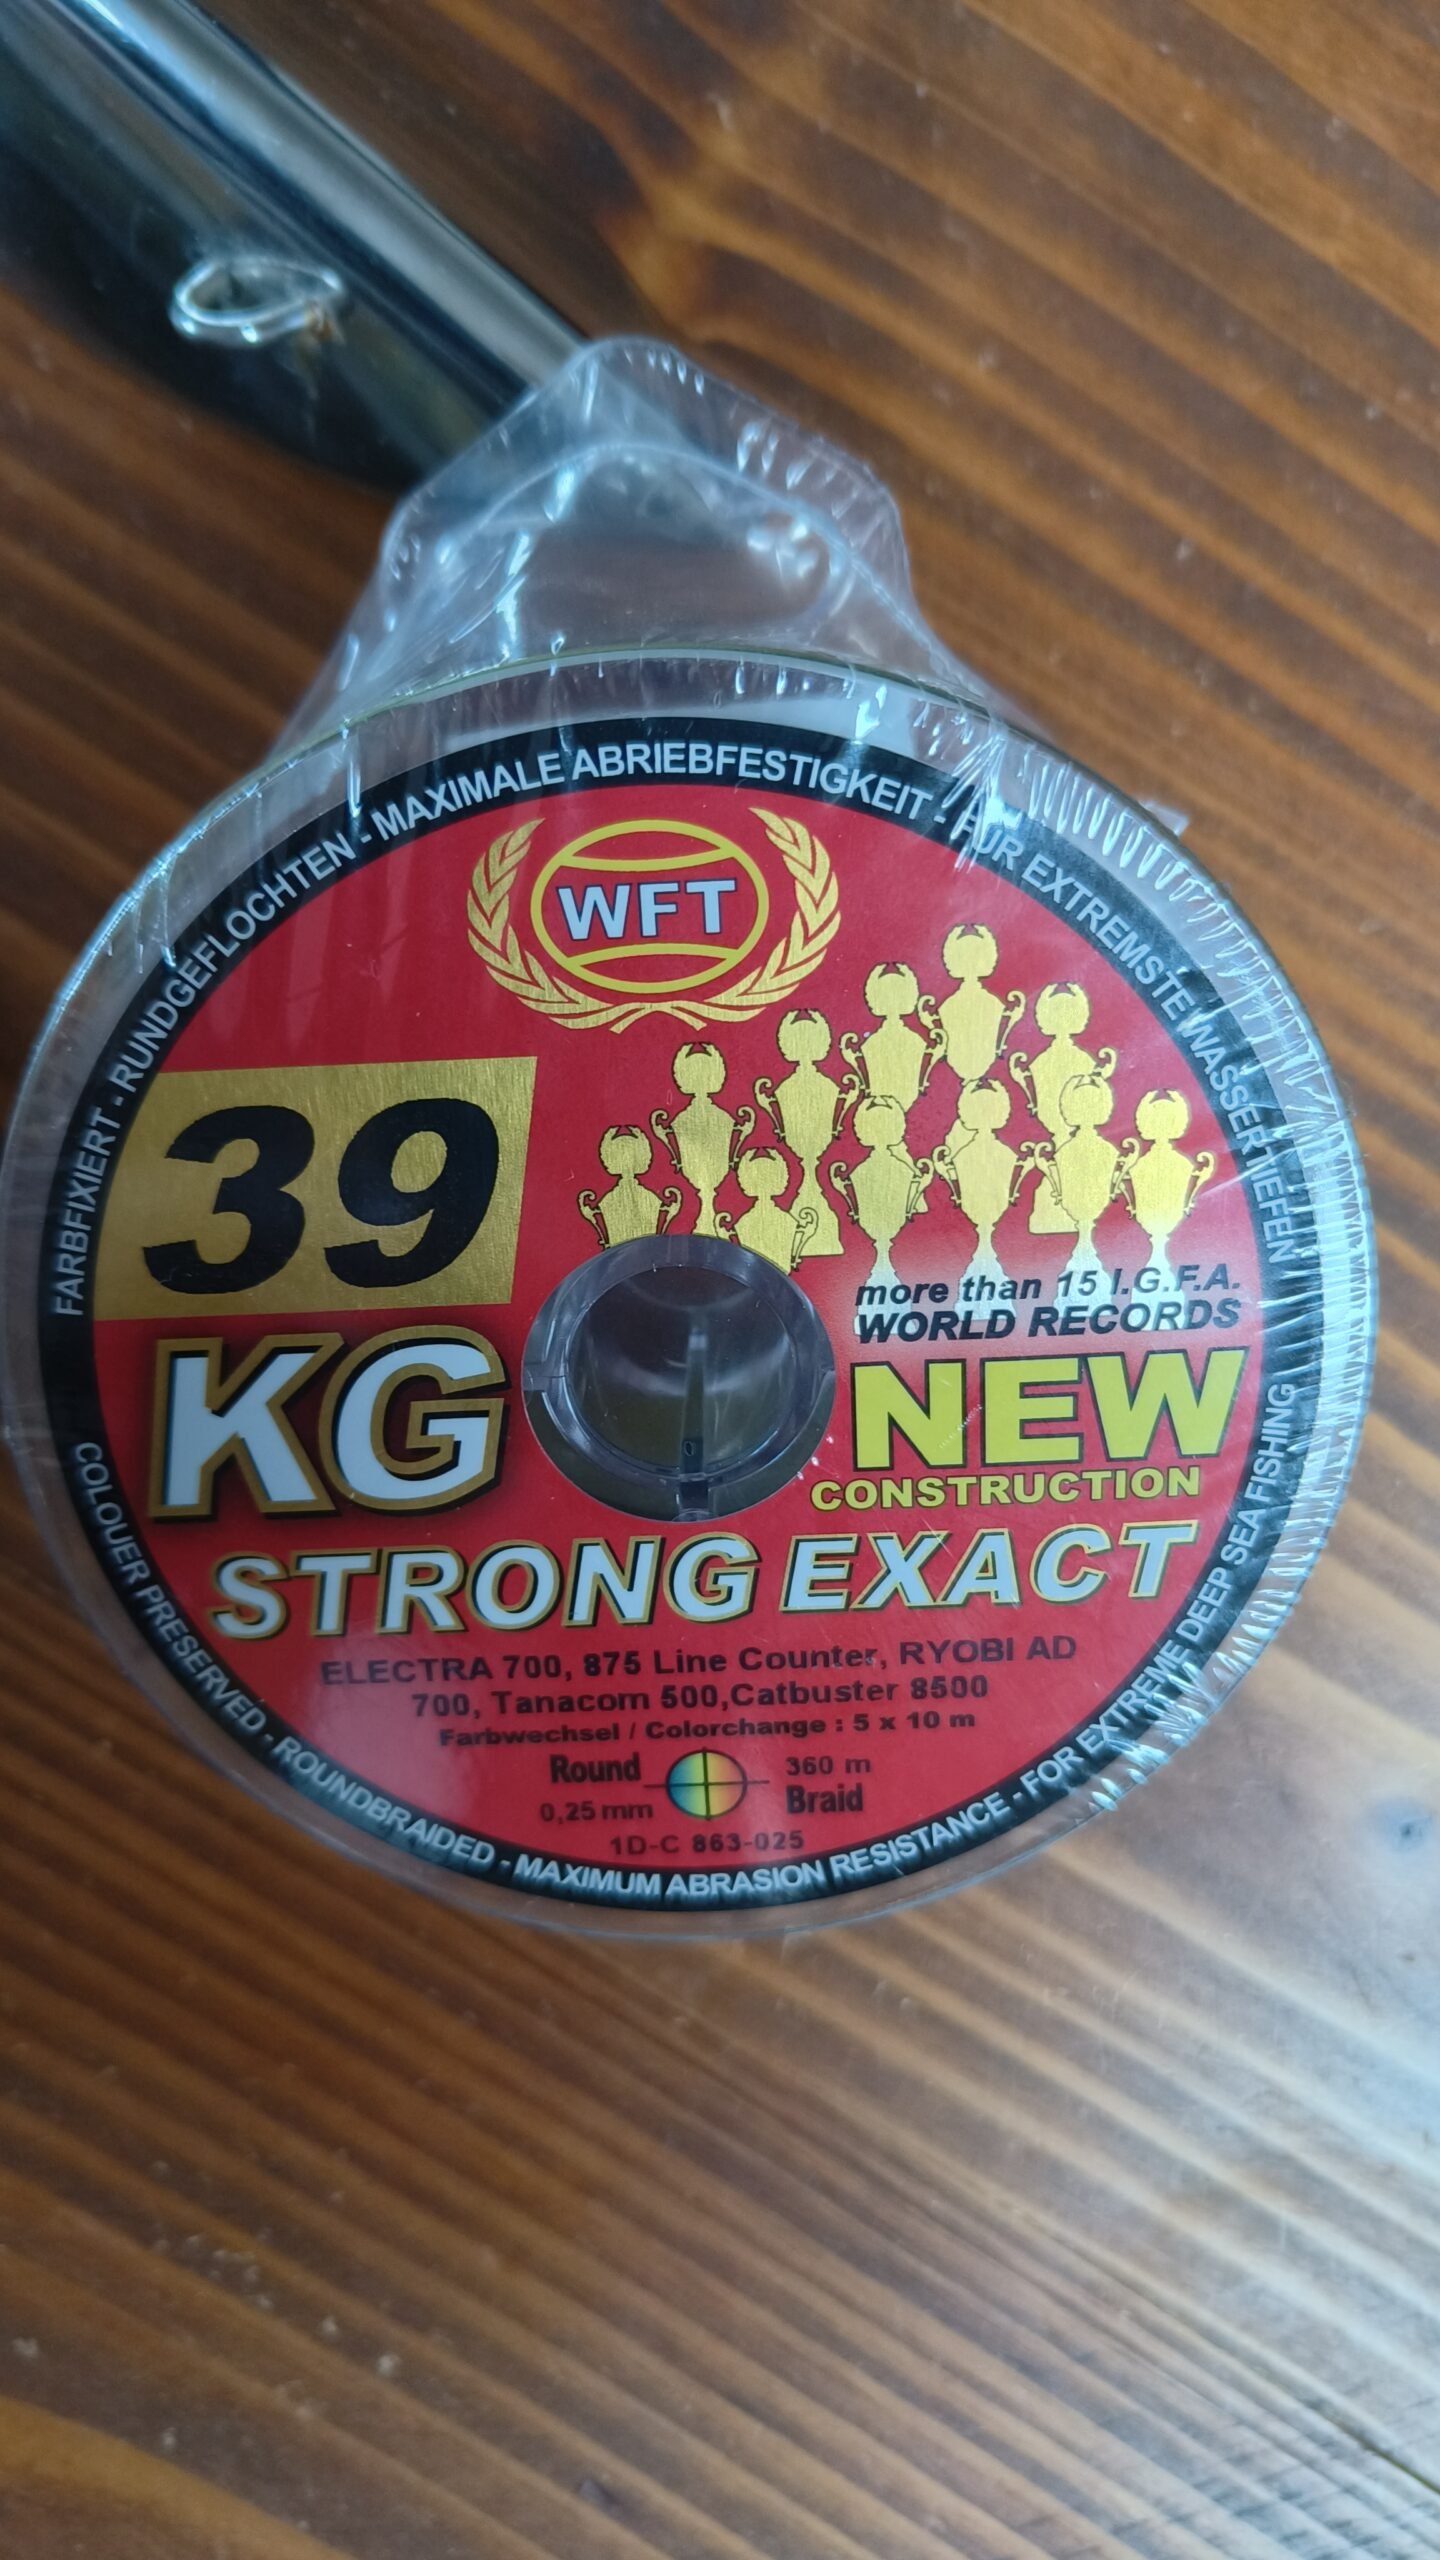 FARBFIXIERT - RUNDGEFLOCHTEN - MAXIMALE ABRIEBFESTIGKEIT - FÜR EXTREMSTE WASSERTIEFEN
WFT
39
KG
more than 15 I.G.F.A.
WORLD RECORDS
NEW
CONSTRUCTION
STRONG EXACT
ELECTRA 700, 875 Line Counter, RYOBI AD
700, Tanacom 500,Catbuster 8500
Farbwechsel / Colorchange : 5 x 10 m
Round 360 m
0,25 mm Braid
1D-C 863-025
COLOUER PRESERVED - ROUNDBRAIDED - MAXIMUM ABRASION RESISTANCE - FOR EXTREME DEEP SEA FISHING